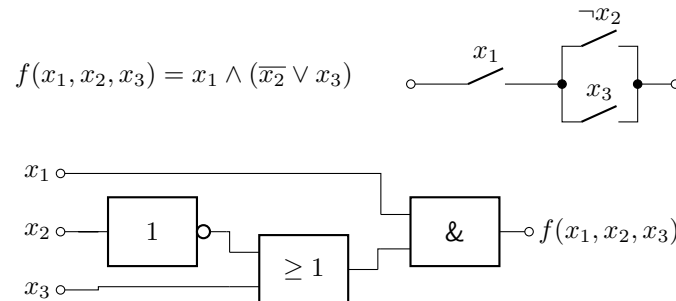 ¬x₂
x₁
f(x₁, x₂, x₃) = x₁ ∧ (x̅₂̅ ∨ x₃)
x₃
x₁
x₂ 1 & f(x₁, x₂, x₃)
≥ 1
x₃